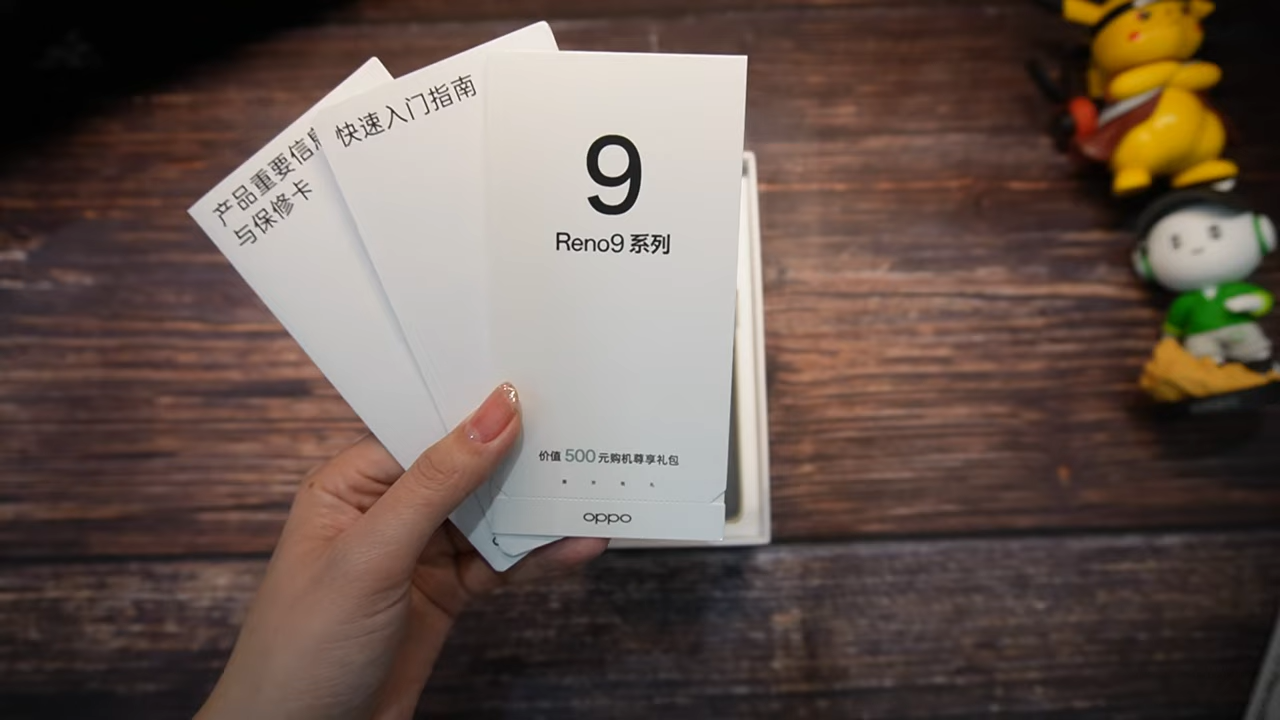 产品重要信息
与保修卡
快速入门指南
9
Reno9 系列
价值 500 元购机尊享礼包
oppo